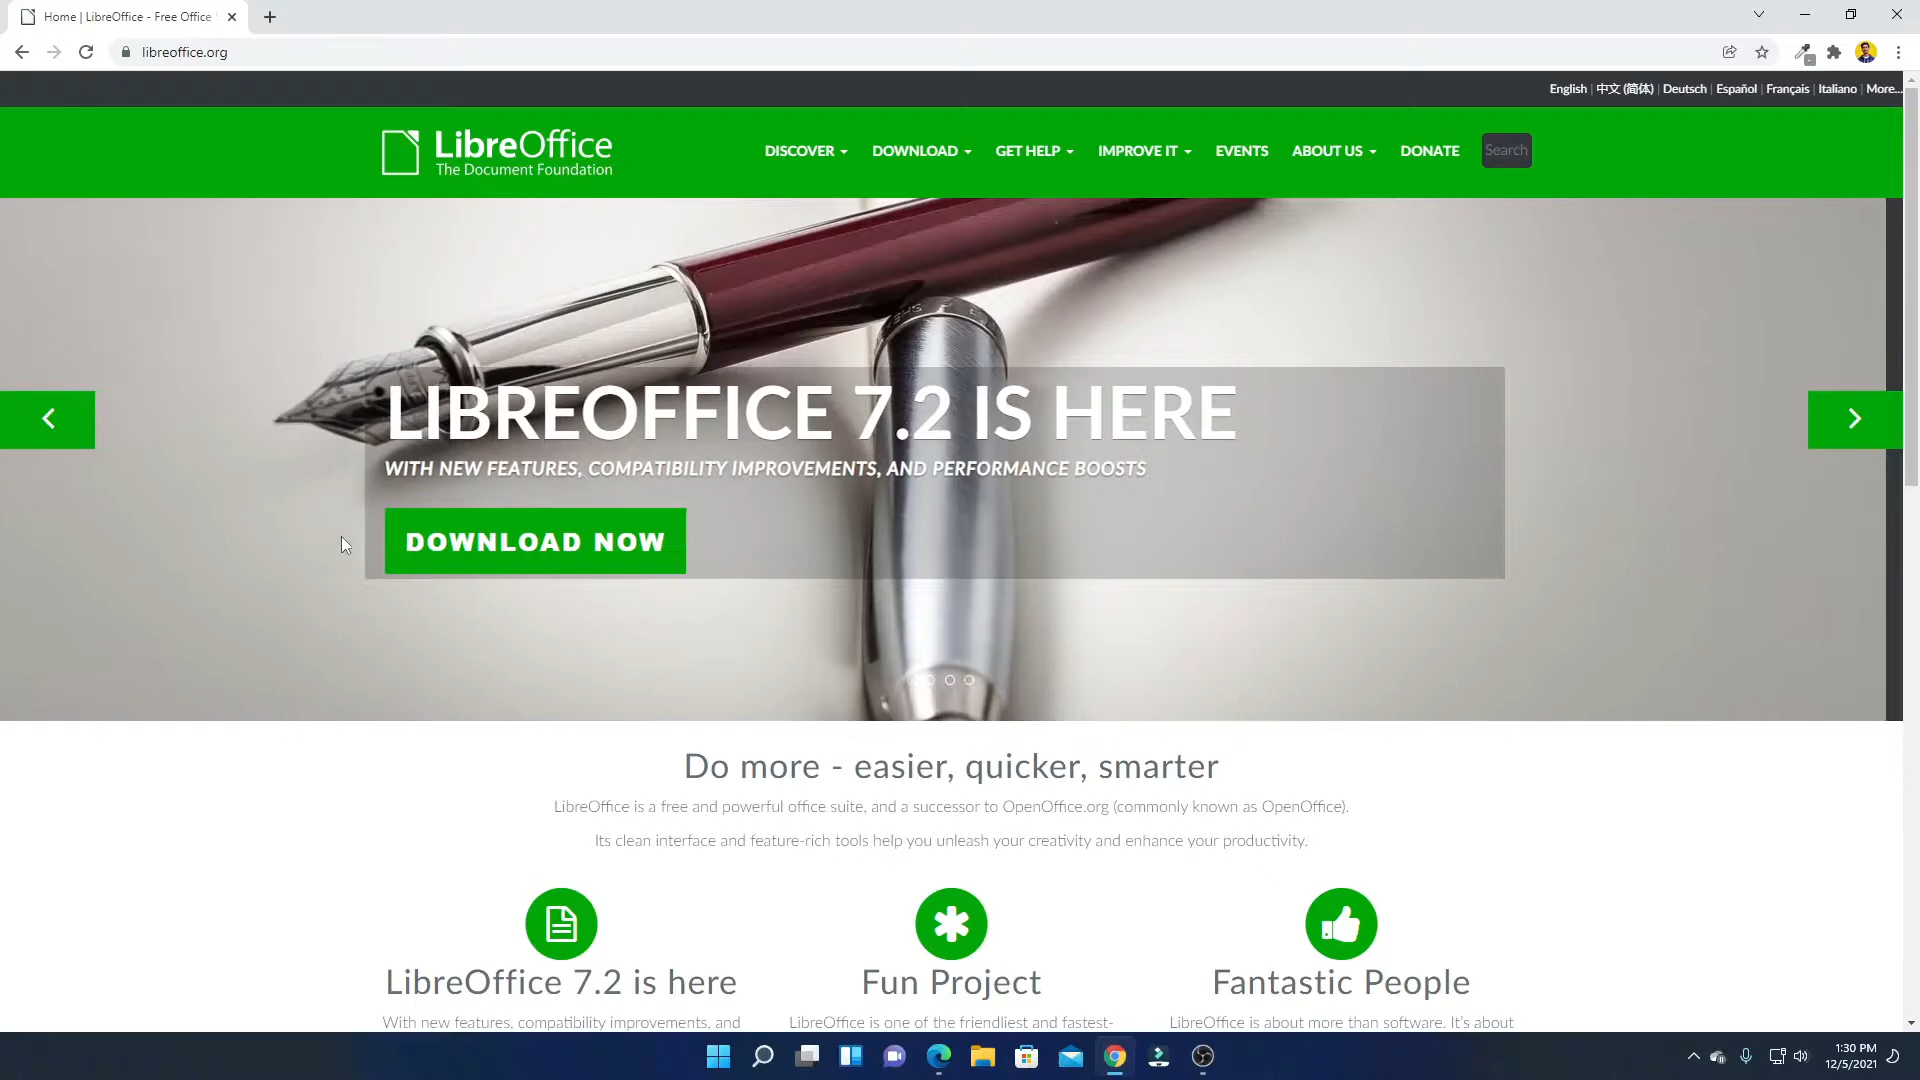 Home | LibreOffice - Free Office
libreoffice.org
English | 中文 (简体) | Deutsch | Español | Français | Italiano | More...
LibreOffice
The Document Foundation
DISCOVER DOWNLOAD GET HELP IMPROVE IT EVENTS ABOUT US DONATE Search
LIBREOFFICE 7.2 IS HERE
WITH NEW FEATURES, COMPATIBILITY IMPROVEMENTS, AND PERFORMANCE BOOSTS
DOWNLOAD NOW
Do more - easier, quicker, smarter
LibreOffice is a free and powerful office suite, and a successor to OpenOffice.org (commonly known as OpenOffice).
Its clean interface and feature-rich tools help you unleash your creativity and enhance your productivity.
LibreOffice 7.2 is here
With new features, compatibility improvements, and
Fun Project
LibreOffice is one of the friendliest and fastest-
Fantastic People
LibreOffice is about more than software. It's about
1:30 PM
12/5/2021